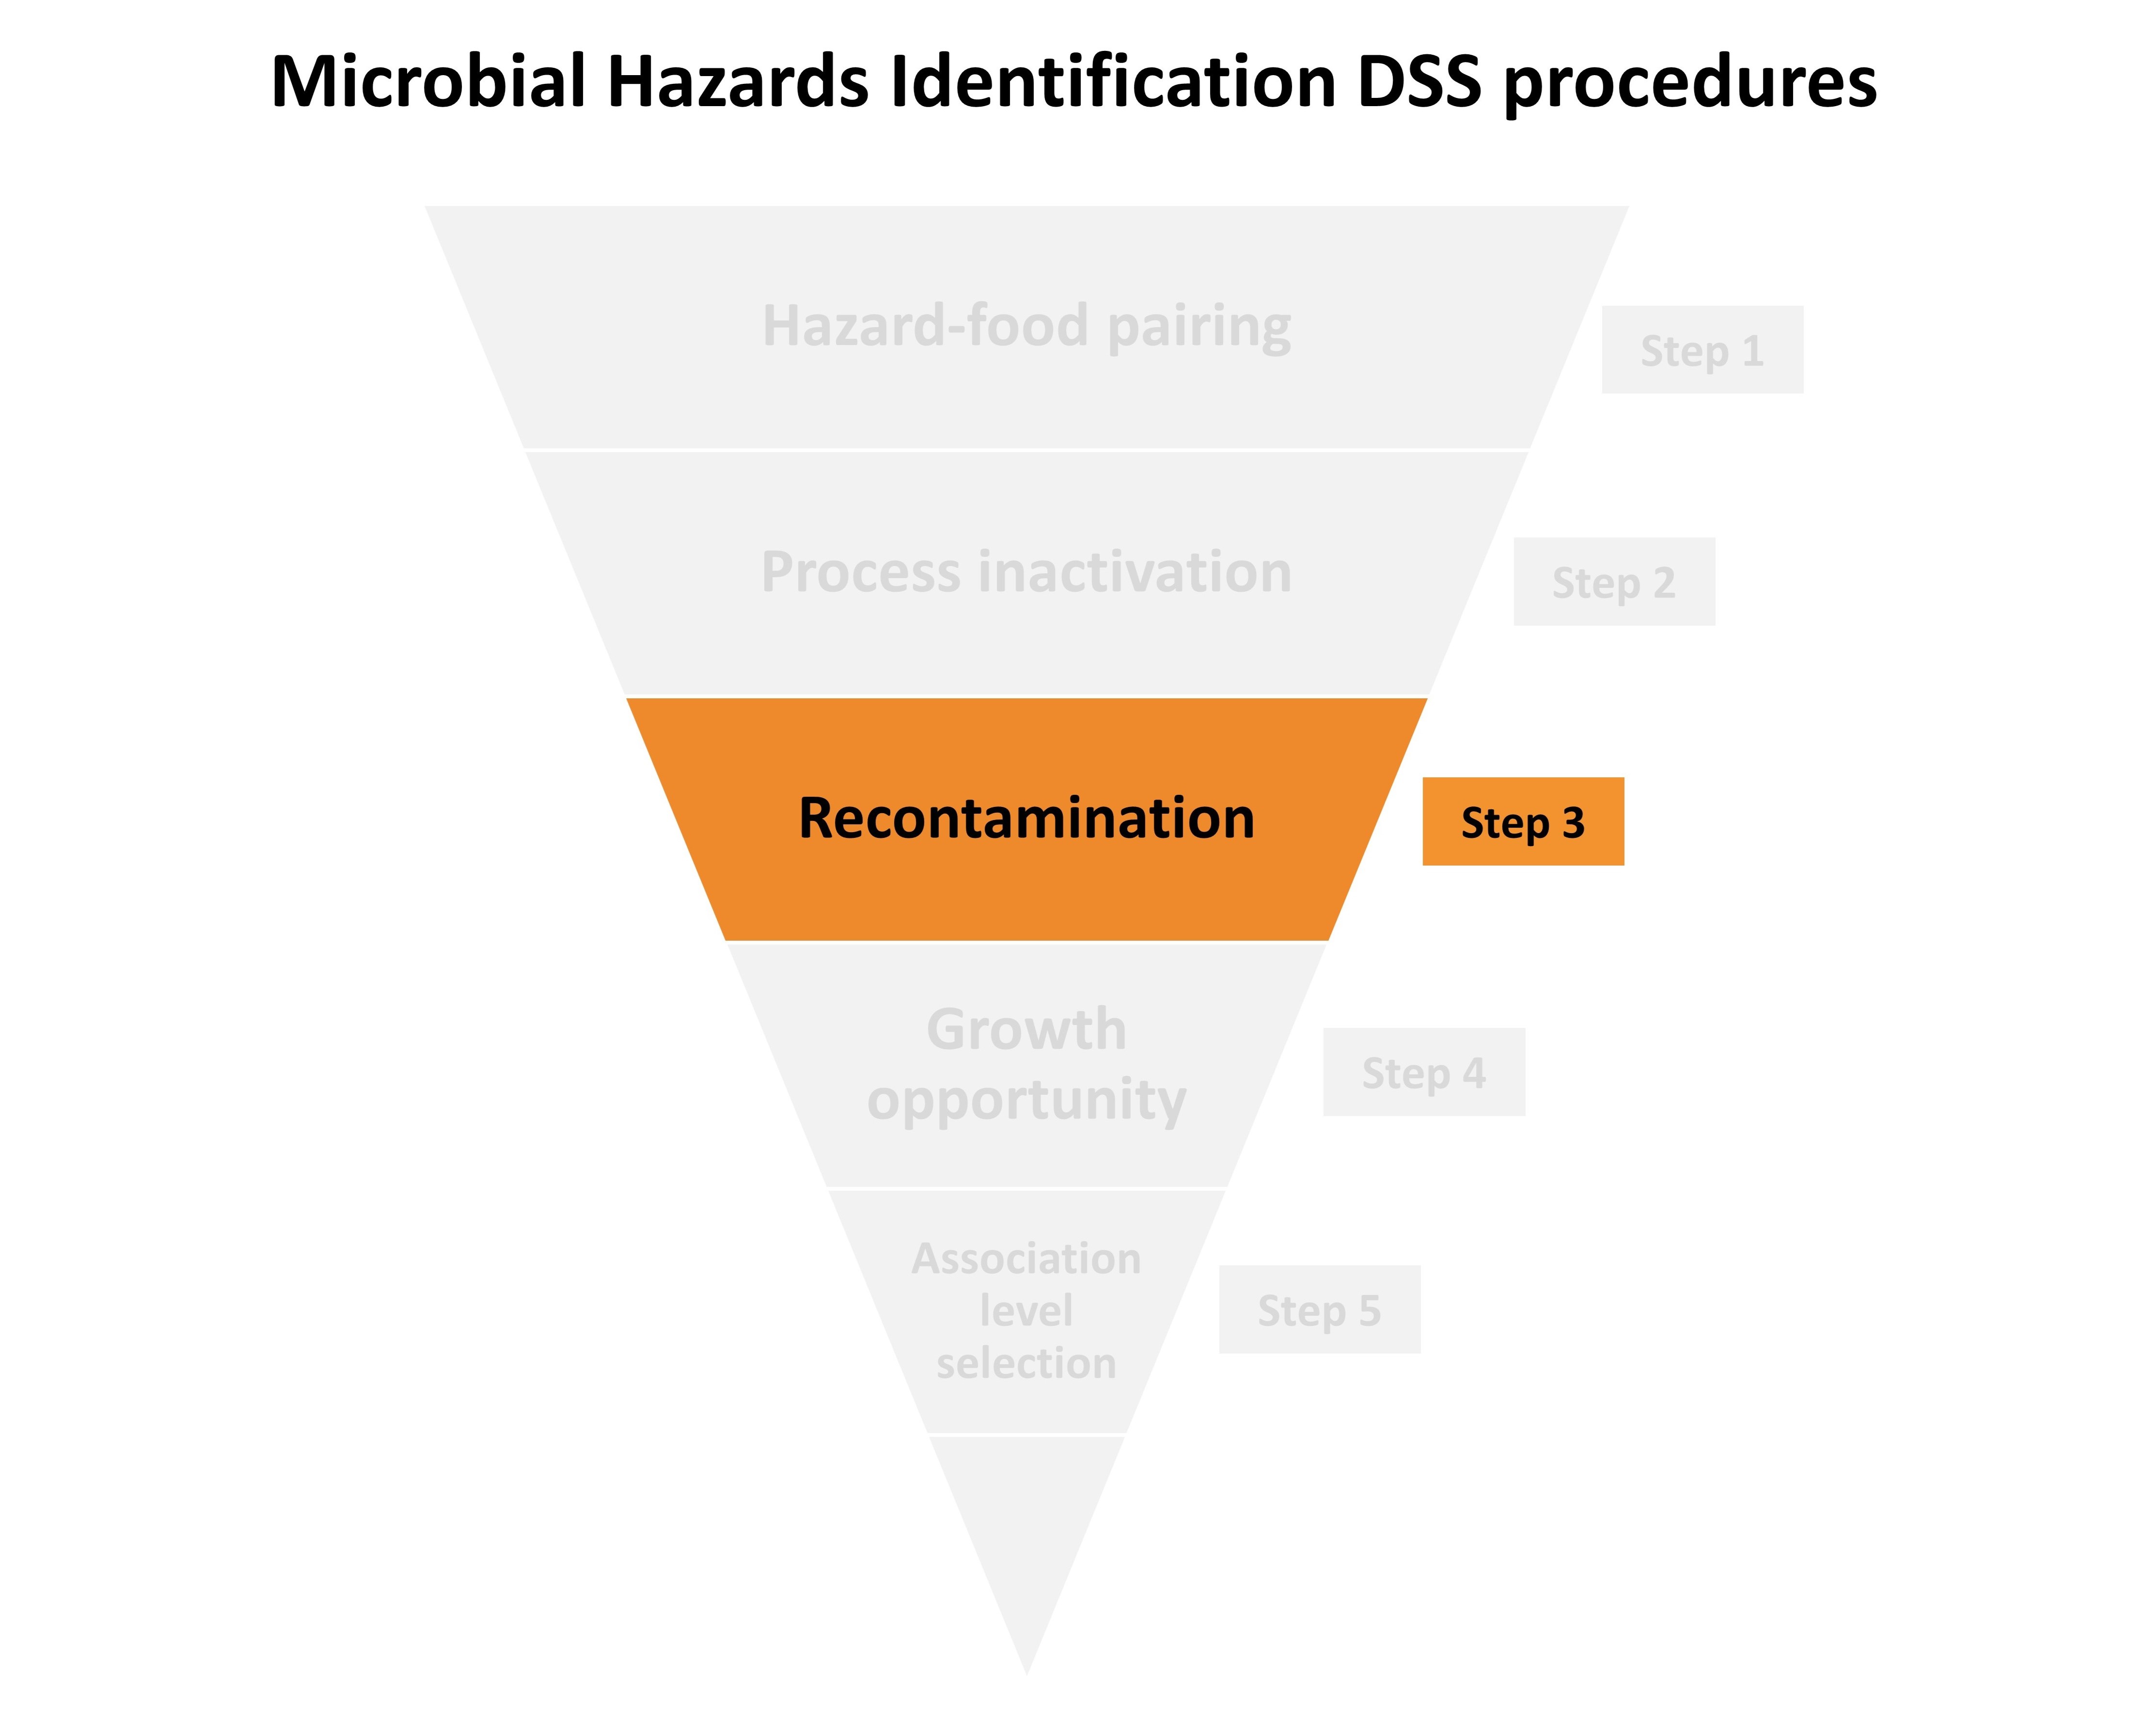 Microbial Hazards Identification DSS procedures
Hazard-food pairing
Step 1
Process inactivation
Step 2
Recontamination
Step 3
Growth
opportunity
Step 4
Association
level
selection
Step 5